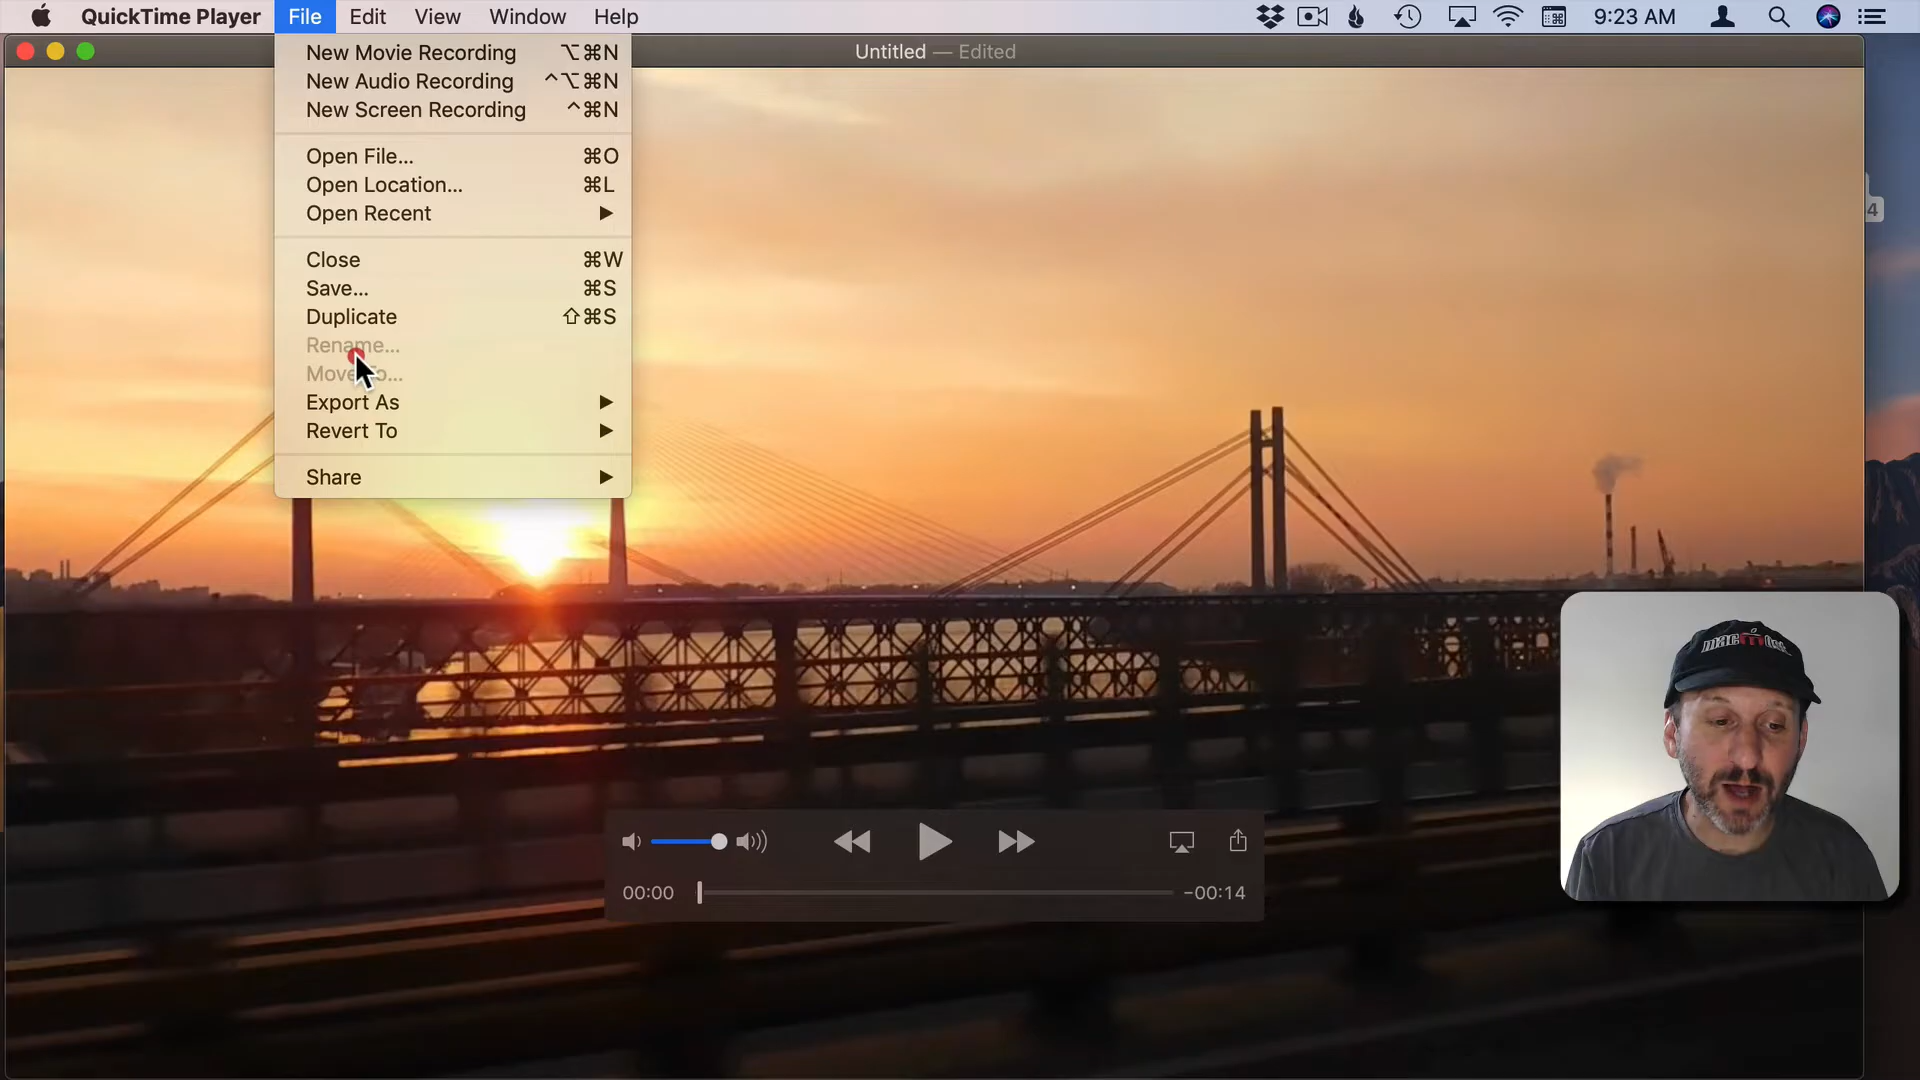 QuickTime Player File Edit View Window Help 9:23 AM
Untitled — Edited
New Movie Recording ⌥⌘N
New Audio Recording ^⌥⌘N
New Screen Recording ^⌘N
Open File... ⌘O
Open Location... ⌘L
Open Recent
Close ⌘W
Save... ⌘S
Duplicate ⇧⌘S
Rename...
Export As
Revert To
Share
4
00:00 -00:14